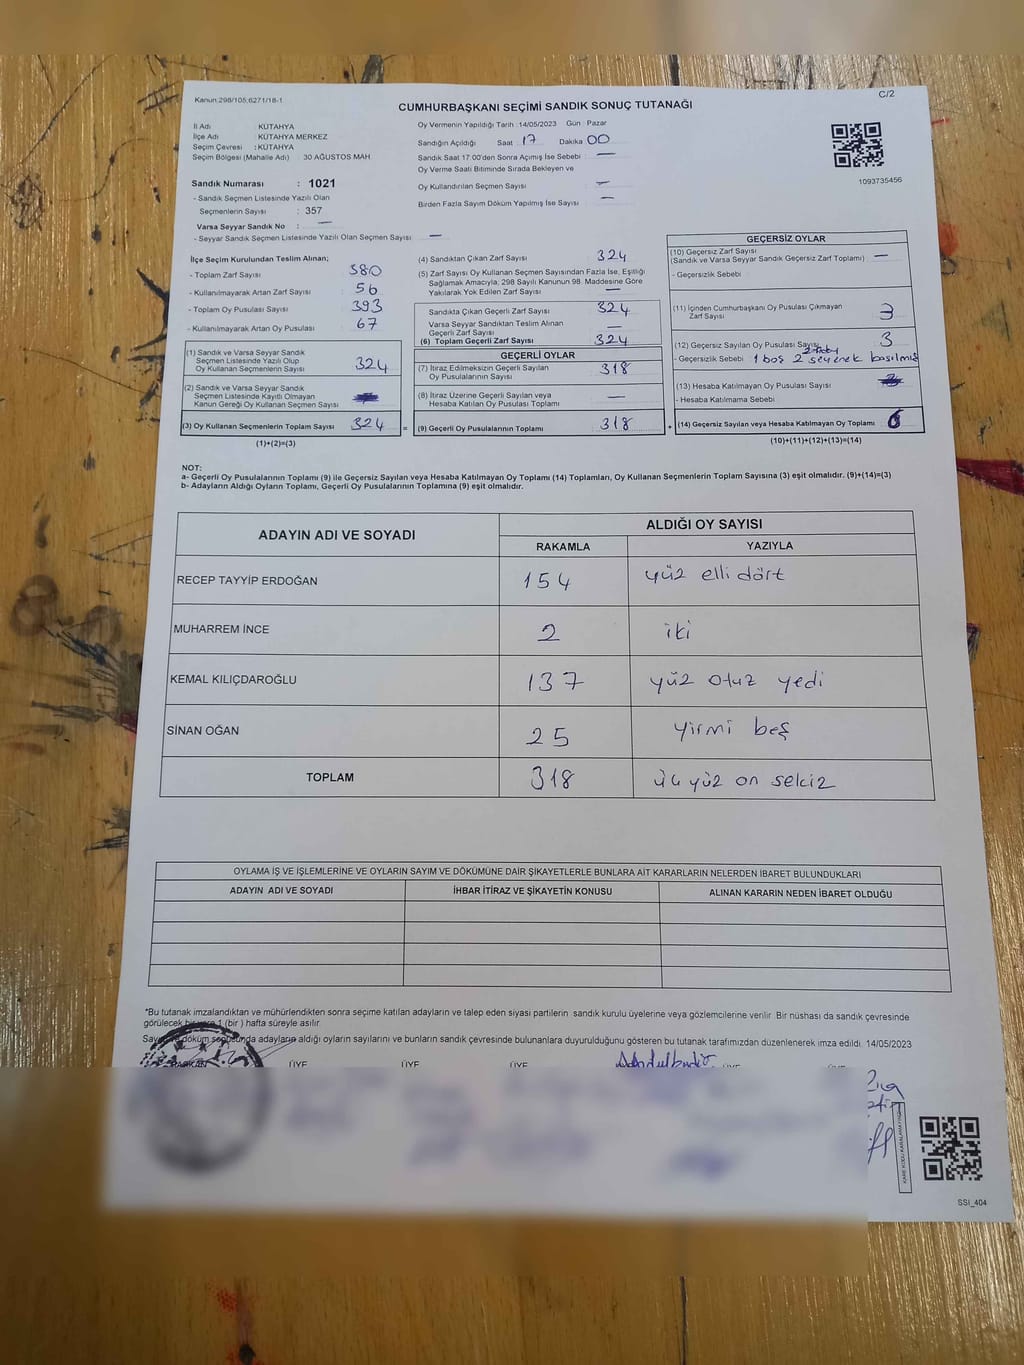 Kanun:298/105;6271/18-1
C/2
CUMHURBAŞKANI SEÇİMİ SANDIK SONUÇ TUTANAĞI
İl Adı : KÜTAHYA
İlçe Adı : KÜTAHYA MERKEZ
Seçim Çevresi : KÜTAHYA
Seçim Bölgesi (Mahalle Adı) : 30 AĞUSTOS MAH
Sandık Numarası : 1021
- Sandık Seçmen Listesinde Yazılı Olan
Seçmenlerin Sayısı : 357
Varsa Seyyar Sandık No : —
- Seyyar Sandık Seçmen Listesinde Yazılı Olan Seçmen Sayısı —
Oy Vermenin Yapıldığı Tarih :14/05/2023 Gün : Pazar
Sandığın Açıldığı Saat 17 Dakika 00
Sandık Saat 17:00'den Sonra Açımış İse Sebebi —
Oy Verme Saati Bitiminde Sırada Bekleyen ve
Oy Kullandırılan Seçmen Sayısı —
Birden Fazla Sayım Döküm Yapılmış İse Sayısı —
1093735456
İlçe Seçim Kurulundan Teslim Alınan;
- Toplam Zarf Sayısı 380
- Kullanılmayarak Artan Zarf Sayısı 56
- Toplam Oy Pusulası Sayısı 393
- Kullanılmayarak Artan Oy Pusulası 67
(1) Sandık ve Varsa Seyyar Sandık
Seçmen Listesinde Yazılı Olup
Oy Kullanan Seçmenlerin Sayısı 324
(2) Sandık ve Varsa Seyyar Sandık
Seçmen Listesinde Kayıtlı Olmayan
Kanun Gereği Oy Kullanan Seçmen Sayısı
(3) Oy Kullanan Seçmenlerin Toplam Sayısı 324 =
(1)+(2)=(3)
(4) Sandıktan Çıkan Zarf Sayısı 324
(5) Zarf Sayısı Oy Kullanan Seçmen Sayısından Fazla İse, Eşitliği
Sağlamak Amacıyla, 298 Sayılı Kanunun 98. Maddesine Göre
Yakılarak Yok Edilen Zarf Sayısı —
Sandıkta Çıkan Geçerli Zarf Sayısı 324
Varsa Seyyar Sandıktan Teslim Alınan
Geçerli Zarf Sayısı —
(6) Toplam Geçerli Zarf Sayısı 324
GEÇERLİ OYLAR
(7) İtiraz Edilmeksizin Geçerli Sayılan
Oy Pusulalarının Sayısı 318
(8) İtiraz Üzerine Geçerli Sayılan veya
Hesaba Katılan Oy Pusulası Toplamı —
(9) Geçerli Oy Pusulalarının Toplamı 318 +
GEÇERSİZ OYLAR
(10) Geçersiz Zarf Sayısı
(Sandık ve Varsa Seyyar Sandık Geçersiz Zarf Toplamı) —
- Geçersizlik Sebebi
(11) İçinden Cumhurbaşkanı Oy Pusulası Çıkmayan
Zarf Sayısı 3
(12) Geçersiz Sayılan Oy Pusulası Sayısı 3
- Geçersizlik Sebebi 1 boş 2 seçenek basılmış
(13) Hesaba Katılmayan Oy Pusulası Sayısı
- Hesaba Katılmama Sebebi
(14) Geçersiz Sayılan veya Hesaba Katılmayan Oy Toplamı 6
(10)+(11)+(12)+(13)=(14)
NOT:
a- Geçerli Oy Pusulalarının Toplamı (9) ile Geçersiz Sayılan veya Hesaba Katılmayan Oy Toplamı (14) Toplamları, Oy Kullanan Seçmenlerin Toplam Sayısına (3) eşit olmalıdır. (9)+(14)=(3)
b- Adayların Aldığı Oyların Toplamı, Geçerli Oy Pusulalarının Toplamına (9) eşit olmalıdır.
ADAYIN ADI VE SOYADI
ALDIĞI OY SAYISI
RAKAMLA YAZIYLA
RECEP TAYYİP ERDOĞAN 154 yüz elli dört
MUHARREM İNCE 2 iki
KEMAL KILIÇDAROĞLU 137 yüz otuz yedi
SİNAN OĞAN 25 yirmi beş
TOPLAM 318 üç yüz on sekiz
OYLAMA İŞ VE İŞLEMLERİNE VE OYLARIN SAYIM VE DÖKÜMÜNE DAİR ŞİKAYETLERLE BUNLARA AİT KARARLARIN NELERDEN İBARET BULUNDUKLARI
ADAYIN ADI VE SOYADI İHBAR İTİRAZ VE ŞİKAYETİN KONUSU ALINAN KARARIN NEDEN İBARET OLDUĞU
*Bu tutanak imzalandıktan ve mühürlendikten sonra seçime katılan adayların ve talep eden siyasi partilerin sandık kurulu üyelerine veya gözlemcilerine verilir Bir nüshası da sandık çevresinde
görülecek bir yere 1 (bir ) hafta süreyle asılır
Sayım ve döküm sonucunda adayların aldığı oyların sayılarını ve bunların sandık çevresinde bulunanlara duyurulduğunu gösteren bu tutanak tarafımızdan düzenlenerek imza edildi. 14/05/2023
BAŞKAN ÜYE ÜYE ÜYE ÜYE ÜYE
SSI_404